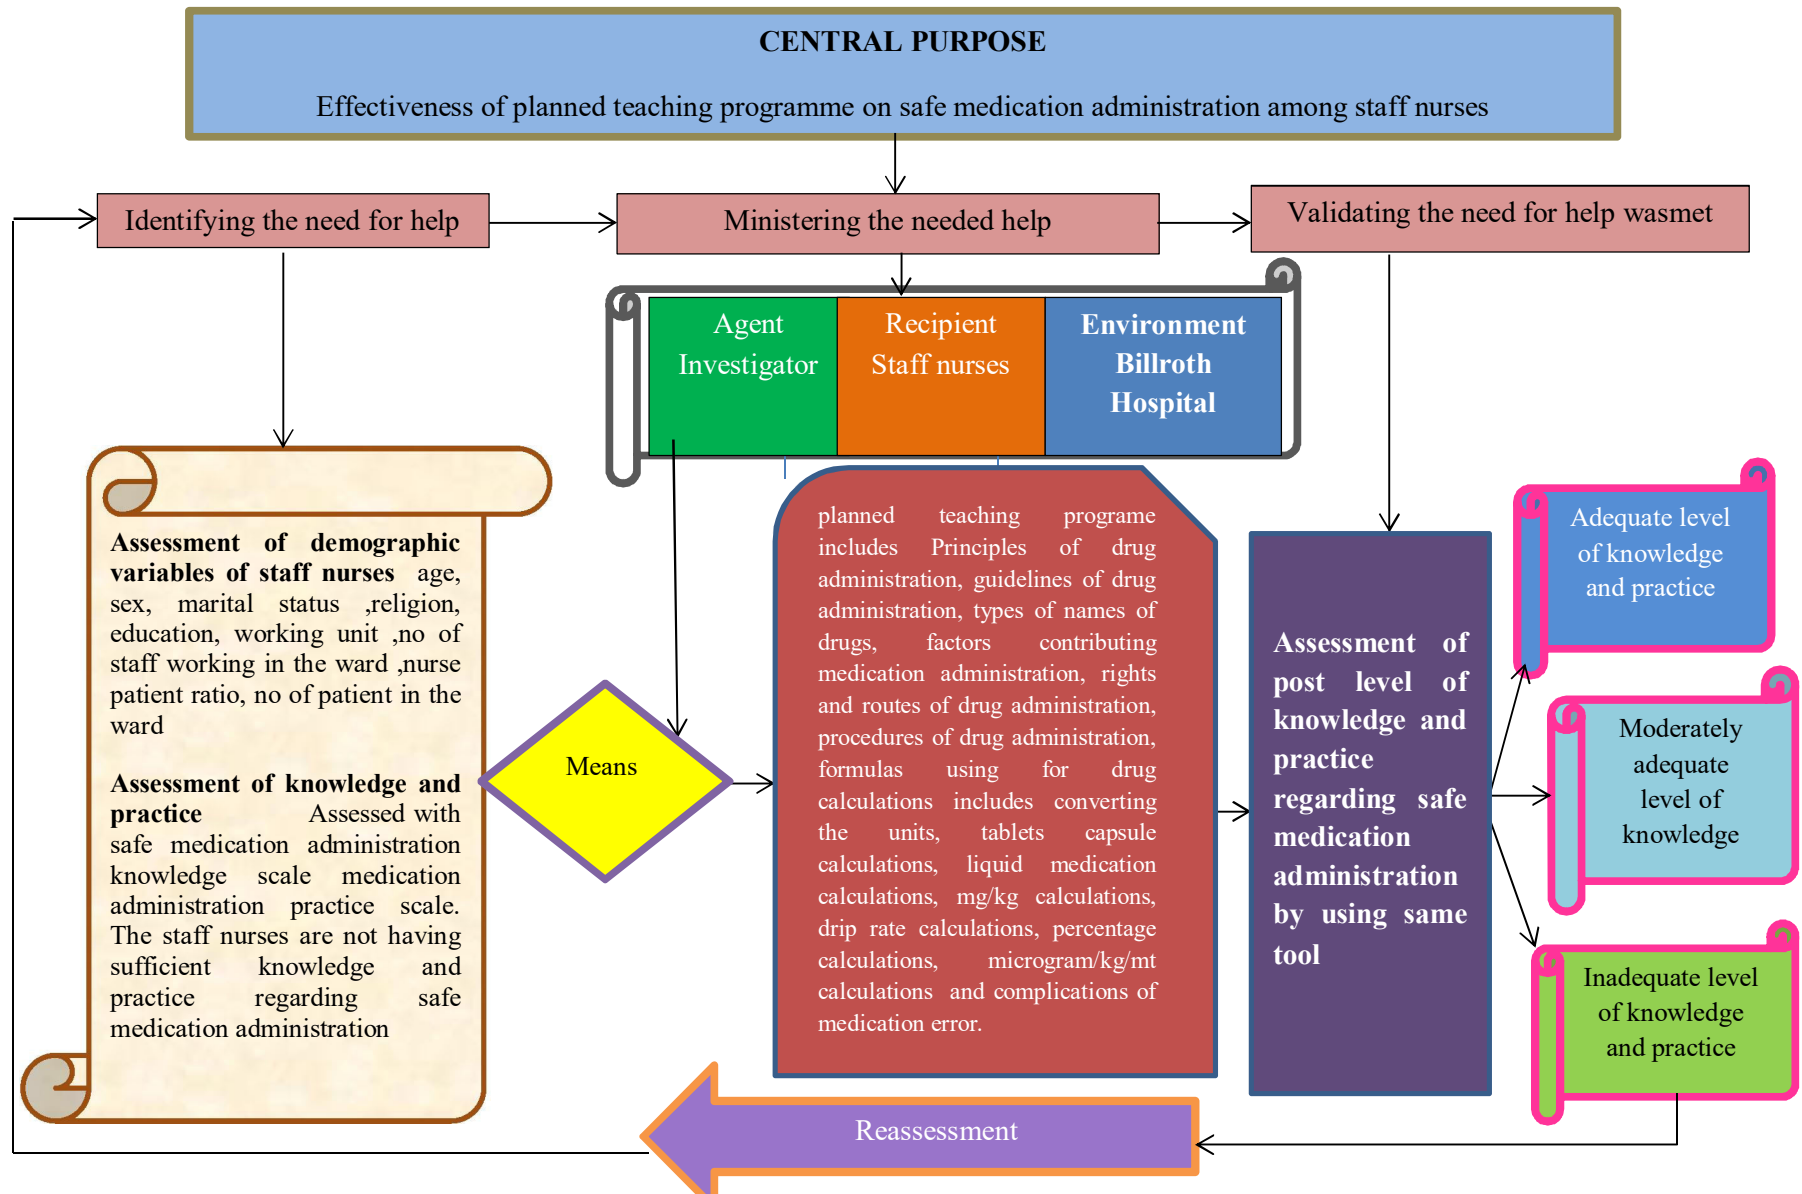 CENTRAL PURPOSE
Effectiveness of planned teaching programme on safe medication administration among staff nurses
Identifying the need for help
Ministering the needed help
Validating the need for help wasmet
Agent
Investigator
Recipient
Staff nurses
Environment
Billroth
Hospital
Assessment of demographic
variables of staff nurses age,
sex, marital status ,religion,
education, working unit ,no of
staff working in the ward ,nurse
patient ratio, no of patient in the
ward
Assessment of knowledge and
practice Assessed with
safe medication administration
knowledge scale medication
administration practice scale.
The staff nurses are not having
sufficient knowledge and
practice regarding safe
medication administration
Means
planned teaching programe
includes Principles of drug
administration, guidelines of drug
administration, types of names of
drugs, factors contributing
medication administration, rights
and routes of drug administration,
procedures of drug administration,
formulas using for drug
calculations includes converting
the units, tablets capsule
calculations, liquid medication
calculations, mg/kg calculations,
drip rate calculations, percentage
calculations, microgram/kg/mt
calculations and complications of
medication error.
Assessment of
post level of
knowledge and
practice
regarding safe
medication
administration
by using same
tool
Adequate level
of knowledge
and practice
Moderately
adequate
level of
knowledge
Inadequate level
of knowledge
and practice
Reassessment